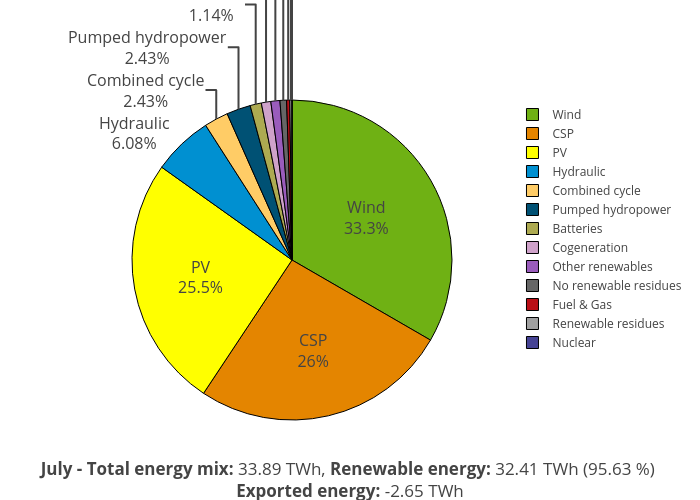 1.14%
Pumped hydropower
2.43%
Combined cycle
2.43%
Hydraulic
6.08%
Wind
33.3%
PV
25.5%
CSP
26%
Wind
CSP
PV
Hydraulic
Combined cycle
Pumped hydropower
Batteries
Cogeneration
Other renewables
No renewable residues
Fuel & Gas
Renewable residues
Nuclear
July - Total energy mix: 33.89 TWh, Renewable energy: 32.41 TWh (95.63 %)
Exported energy: -2.65 TWh